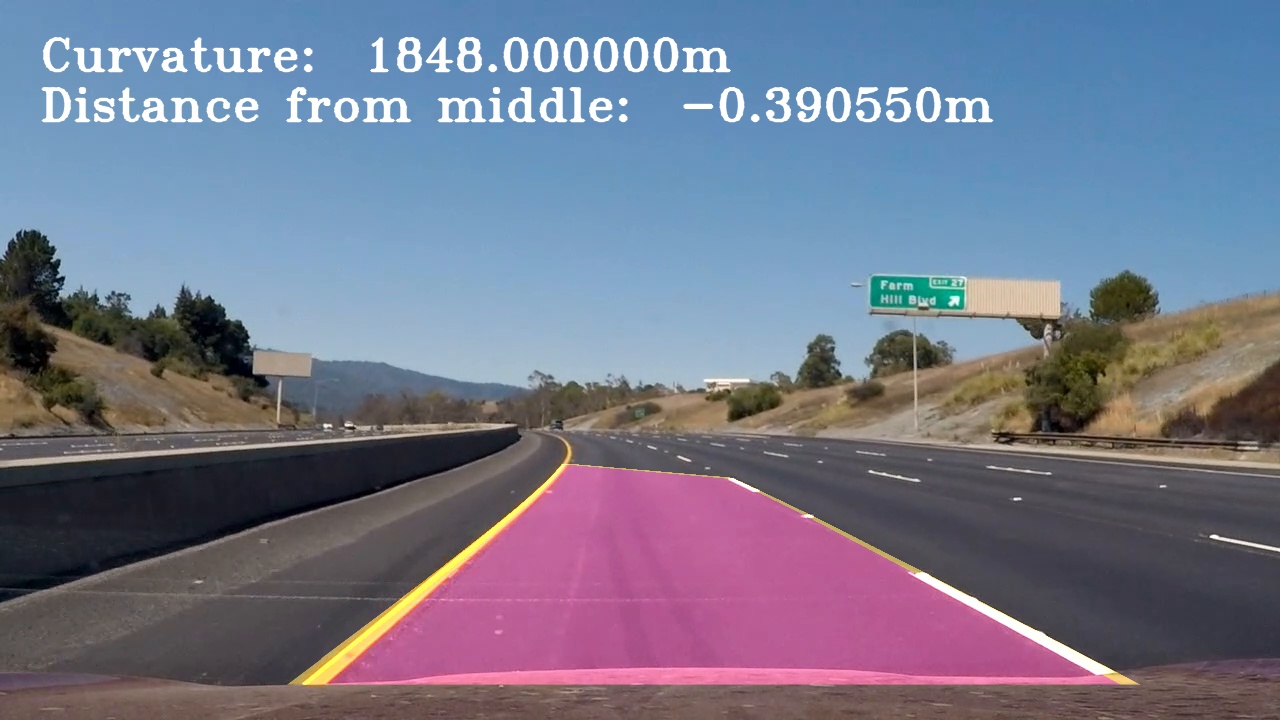 Curvature:  1848.000000m
Distance from middle:  -0.390550m
EXIT 27
Farm
Hill Blvd